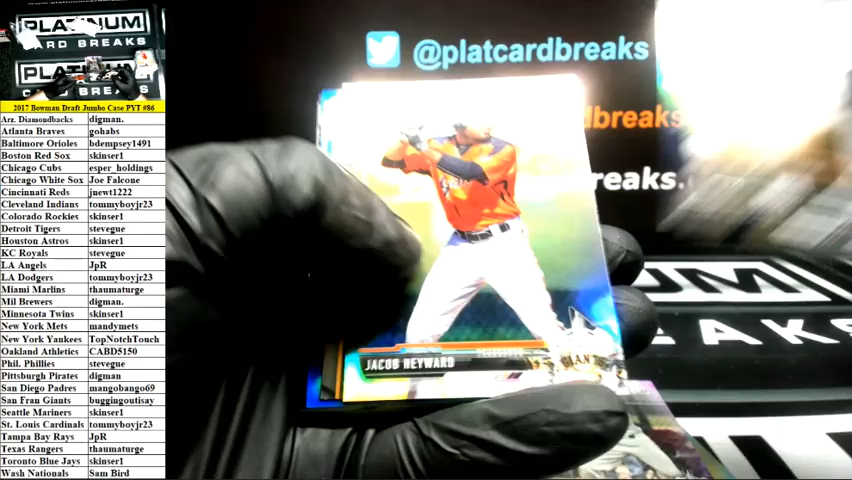 PLATINUM
CARD BREAKS
PLATINUM
2017 Bowman Draft Jumbo Case PYT #86
Arz. Diamondbacks digman.
Atlanta Braves gohabs
Baltimore Orioles bdempsey1491
Boston Red Sox skinser1
Chicago Cubs esper_holdings
Chicago White Sox Joe Falcone
Cincinnati Reds jnewt1222
Cleveland Indians tommyboyjr23
Colorado Rockies skinser1
Detroit Tigers stevegue
Houston Astros skinser1
KC Royals stevegue
LA Angels JpR
LA Dodgers tommyboyjr23
Miami Marlins thaumaturge
Mil Brewers digman.
Minnesota Twins skinser1
New York Mets mandymets
New York Yankees TopNotchTouch
Oakland Athletics CABD5150
Phil. Phillies stevegue
Pittsburgh Pirates digman
San Diego Padres mangobango69
San Fran Giants buggingoutisay
Seattle Mariners skinser1
St. Louis Cardinals tommyboyjr23
Tampa Bay Rays JpR
Texas Rangers thaumaturge
Toronto Blue Jays skinser1
Wash Nationals Sam Bird
@platcardbreaks
rdbreaks
reaks.
JACOB HEYWARD
GIANTS
UM
REAKS